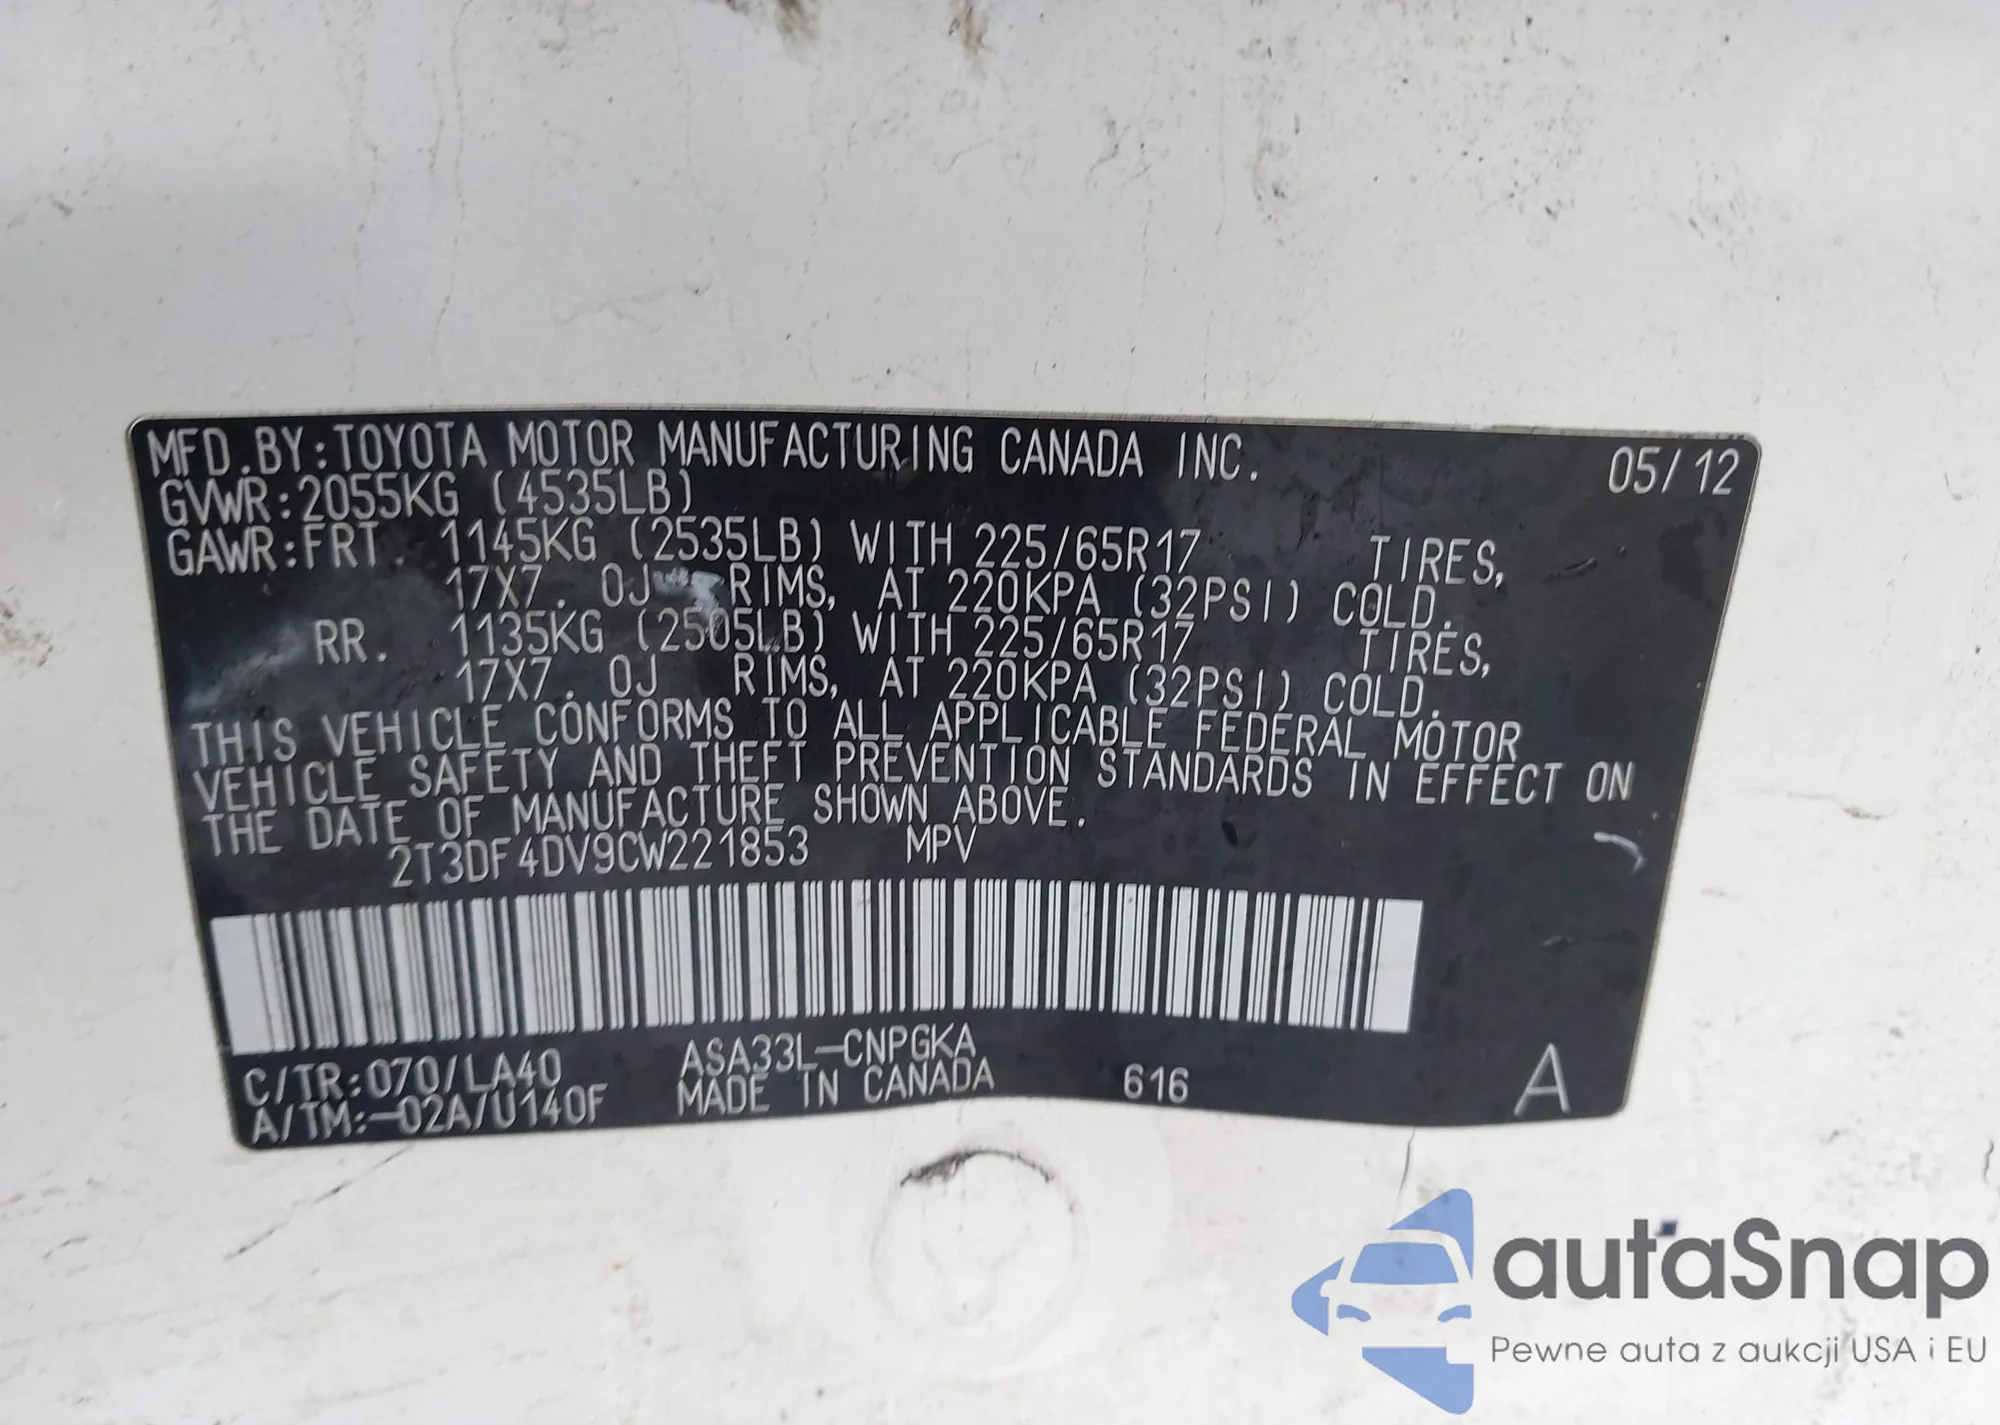 MFD.BY:TOYOTA MOTOR MANUFACTURING CANADA INC. 05/12
GVWR:2055KG (4535LB)
GAWR:FRT. 1145KG (2535LB) WITH 225/65R17 TIRES,
17X7.0J RIMS, AT 220KPA (32PSI) COLD.
RR. 1135KG (2505LB) WITH 225/65R17 TIRES,
17X7.0J RIMS, AT 220KPA (32PSI) COLD.
THIS VEHICLE CONFORMS TO ALL APPLICABLE FEDERAL MOTOR
VEHICLE SAFETY AND THEFT PREVENTION STANDARDS IN EFFECT ON
THE DATE OF MANUFACTURE SHOWN ABOVE.
2T3DF4DV9CW221853 MPV
C/TR:070/LA40 ASA33L-CNPGKA
A/TM:-02A/U140F MADE IN CANADA 616 A
autaSnap
Pewne auta z aukcji USA i EU